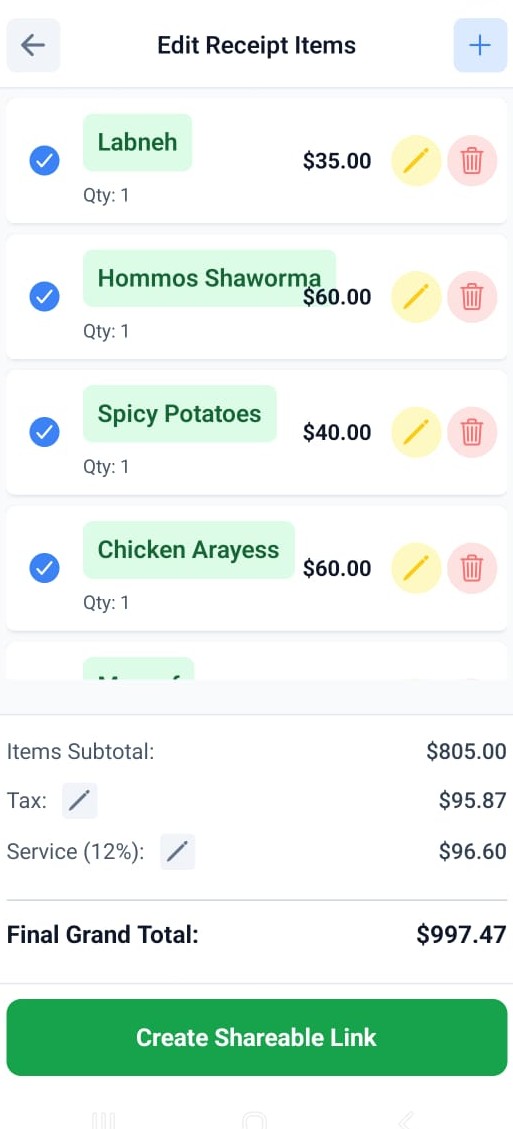 Edit Receipt Items
Labneh
$35.00
Qty: 1
Hommos Shaworma
$60.00
Qty: 1
Spicy Potatoes
$40.00
Qty: 1
Chicken Arayess
$60.00
Qty: 1
Items Subtotal: $805.00
Tax: $95.87
Service (12%): $96.60
Final Grand Total: $997.47
Create Shareable Link